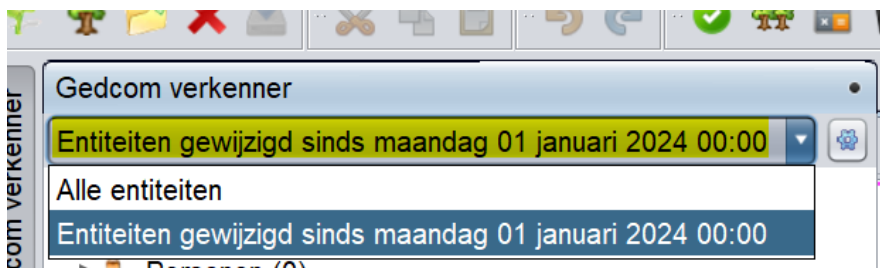 Gedcom verkenner
Entiteiten gewijzigd sinds maandag 01 januari 2024 00:00
Alle entiteiten
Entiteiten gewijzigd sinds maandag 01 januari 2024 00:00
com verkenner